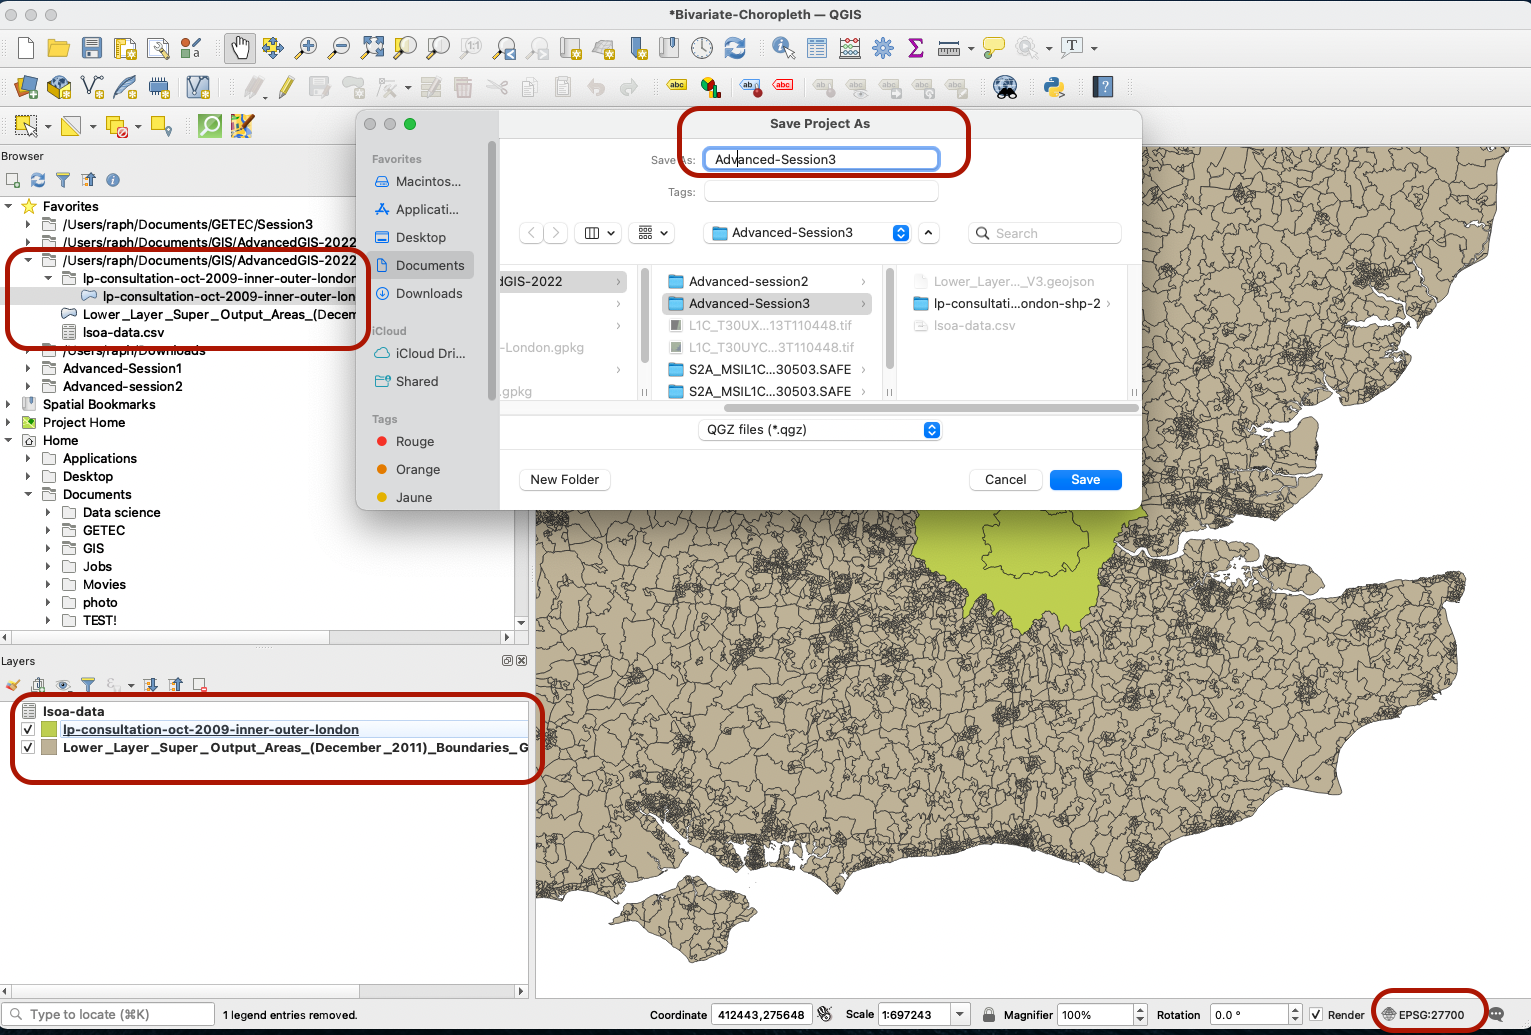 *Bivariate-Choropleth — QGIS
Save Project As
Save As: Advanced-Session3
Tags:
Advanced-Session3
Search
Favorites
Macintos...
Applicati...
Desktop
Documents
Downloads
iCloud
iCloud Dri...
Shared
Tags
Rouge
Orange
Jaune
dGIS-2022
-London.gpkg
.gpkg
Advanced-session2
Advanced-Session3
L1C_T30UX...13T110448.tif
L1C_T30UYC...3T110448.tif
S2A_MSIL1C...30503.SAFE
S2A_MSIL1C...30503.SAFE
Lower_Layer..._V3.geojson
lp-consultati...ondon-shp-2
lsoa-data.csv
QGZ files (*.qgz)
New Folder
Cancel
Save
Browser
Favorites
/Users/raph/Documents/GETEC/Session3
/Users/raph/Documents/GIS/AdvancedGIS-2022
/Users/raph/Documents/GIS/AdvancedGIS-2022
lp-consultation-oct-2009-inner-outer-london
lp-consultation-oct-2009-inner-outer-lon
Lower_Layer_Super_Output_Areas_(Decem
lsoa-data.csv
/Users/raph/Downloads
Advanced-Session1
Advanced-session2
Spatial Bookmarks
Project Home
Home
Applications
Desktop
Documents
Data science
GETEC
GIS
Jobs
Movies
photo
TEST!
Layers
lsoa-data
lp-consultation-oct-2009-inner-outer-london
Lower_Layer_Super_Output_Areas_(December_2011)_Boundaries_G
Type to locate (⌘K)
1 legend entries removed.
Coordinate 412443,275648
Scale 1:697243
Magnifier 100%
Rotation 0.0 °
Render
EPSG:27700